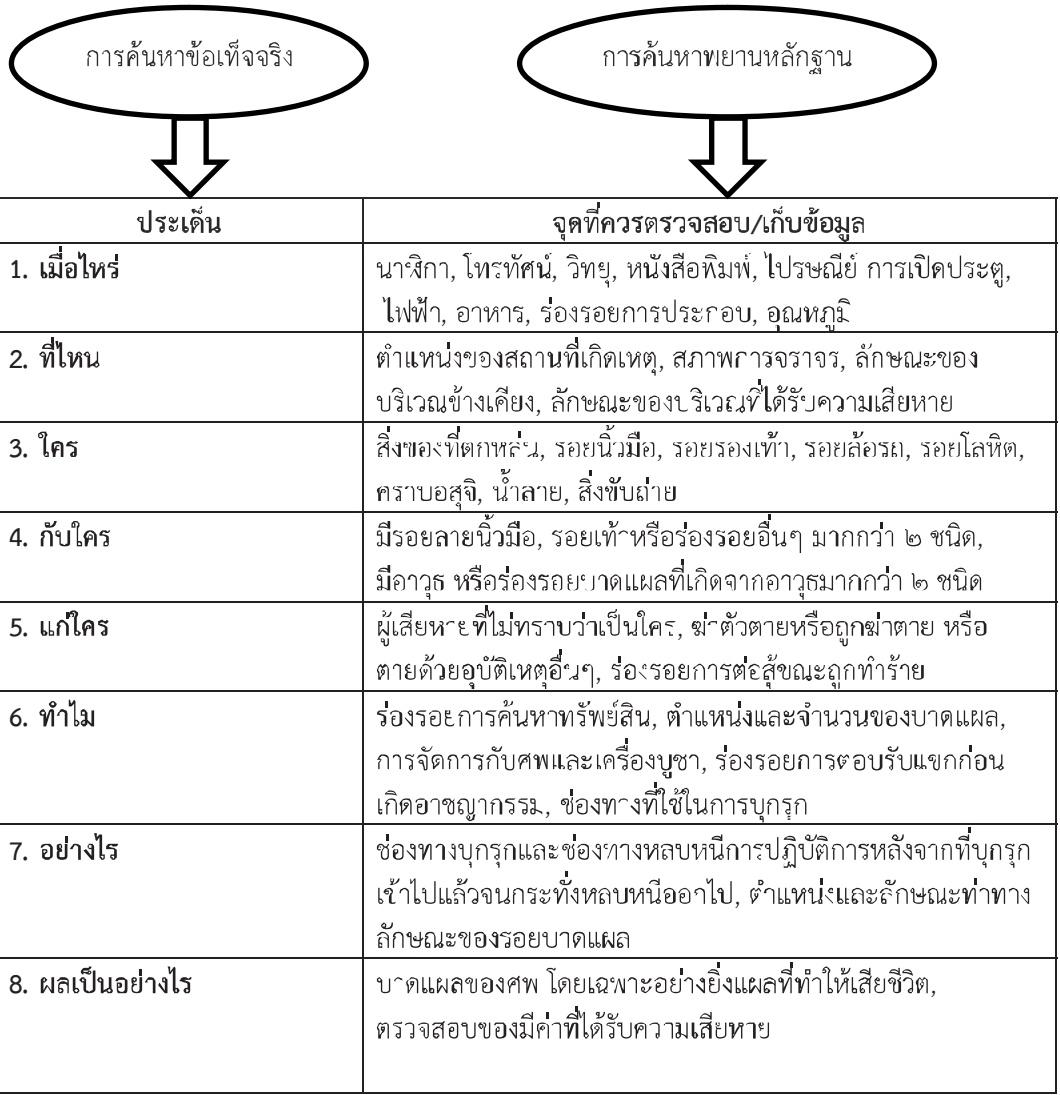 การค้นหาข้อเท็จจริง
การค้นหาพยานหลักฐาน
ประเด็น
จุดที่ควรตรวจสอบ/เก็บข้อมูล
1. เมื่อไหร่
นาฬิกา, โทรทัศน์, วิทยุ, หนังสือพิมพ์, ไปรษณีย์ การเปิดประตู,
ไฟฟ้า, อาหาร, ร่องรอยการประกอบ, อุณหภูมิ
2. ที่ไหน
ตำแหน่งของสถานที่เกิดเหตุ, สภาพการจราจร, ลักษณะของ
บริเวณข้างเคียง, ลักษณะของบริเวณที่ได้รับความเสียหาย
3. ใคร
สิ่งของที่ตกหล่น, รอยนิ้วมือ, รอยรองเท้า, รอยล้อรถ, รอยโลหิต,
คราบอสุจิ, น้ำลาย, สิ่งขับถ่าย
4. กับใคร
มีรอยลายนิ้วมือ, รอยเท้าหรือร่องรอยอื่นๆ มากกว่า ๒ ชนิด,
มีอาวุธ หรือร่องรอยบาดแผลที่เกิดจากอาวุธมากกว่า ๒ ชนิด
5. แก่ใคร
ผู้เสียหายที่ไม่ทราบว่าเป็นใคร, ฆ่าตัวตายหรือถูกฆ่าตาย หรือ
ตายด้วยอุบัติเหตุอื่นๆ, ร่องรอยการต่อสู้ขณะถูกทำร้าย
6. ทำไม
ร่องรอยการค้นหาทรัพย์สิน, ตำแหน่งและจำนวนของบาดแผล,
การจัดการกับศพและเครื่องบูชา, ร่องรอยการตอบรับแขกก่อน
เกิดอาชญากรรม, ช่องทางที่ใช้ในการบุกรุก
7. อย่างไร
ช่องทางบุกรุกและช่องทางหลบหนีการปฏิบัติการหลังจากที่บุกรุก
เข้าไปแล้วจนกระทั่งหลบหนีออกไป, ตำแหน่งและลักษณะท่าทาง
ลักษณะของรอยบาดแผล
8. ผลเป็นอย่างไร
บาดแผลของศพ โดยเฉพาะอย่างยิ่งแผลที่ทำให้เสียชีวิต,
ตรวจสอบของมีค่าที่ได้รับความเสียหาย